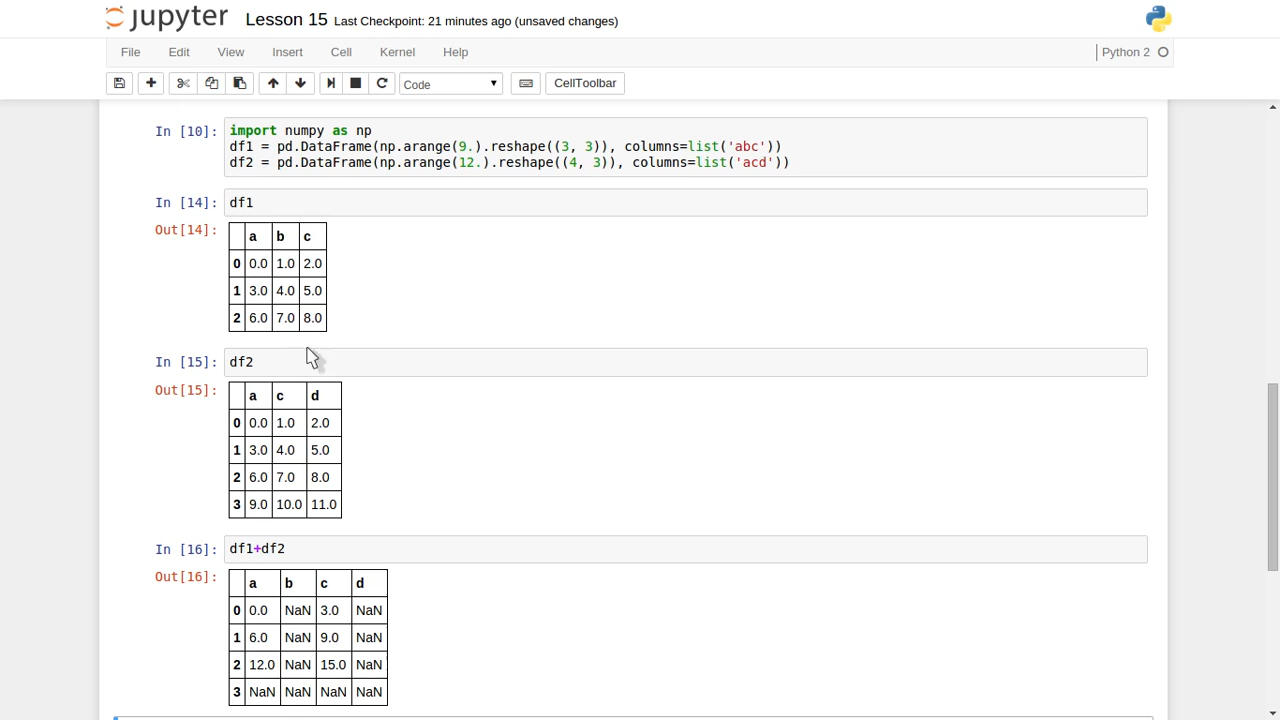 jupyter Lesson 15 Last Checkpoint: 21 minutes ago (unsaved changes)
File Edit View Insert Cell Kernel Help Python 2
Code CellToolbar
In [10]: import numpy as np
df1 = pd.DataFrame(np.arange(9.).reshape((3, 3)), columns=list('abc'))
df2 = pd.DataFrame(np.arange(12.).reshape((4, 3)), columns=list('acd'))
In [14]: df1
Out[14]:
a b c
0 0.0 1.0 2.0
1 3.0 4.0 5.0
2 6.0 7.0 8.0
In [15]: df2
Out[15]:
a c d
0 0.0 1.0 2.0
1 3.0 4.0 5.0
2 6.0 7.0 8.0
3 9.0 10.0 11.0
In [16]: df1+df2
Out[16]:
a b c d
0 0.0 NaN 3.0 NaN
1 6.0 NaN 9.0 NaN
2 12.0 NaN 15.0 NaN
3 NaN NaN NaN NaN